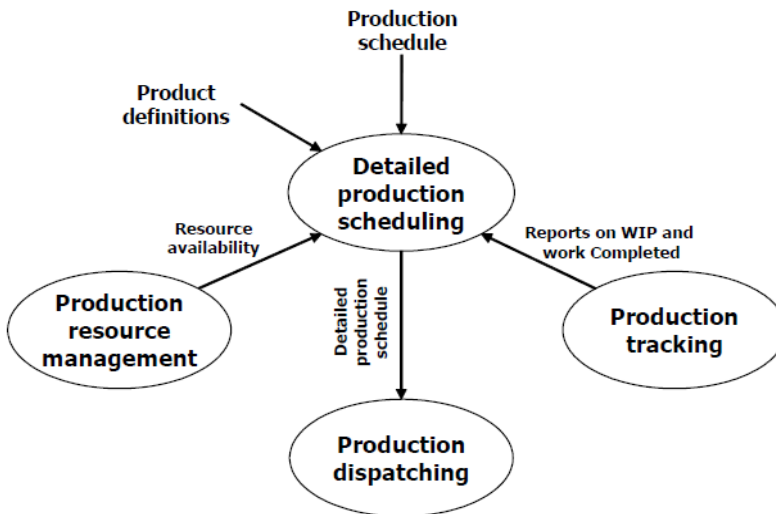 Production
schedule
Product
definitions
Detailed
production
scheduling
Resource
availability
Reports on WIP and
work Completed
Production
resource
management
Detailed
production
schedule
Production
tracking
Production
dispatching